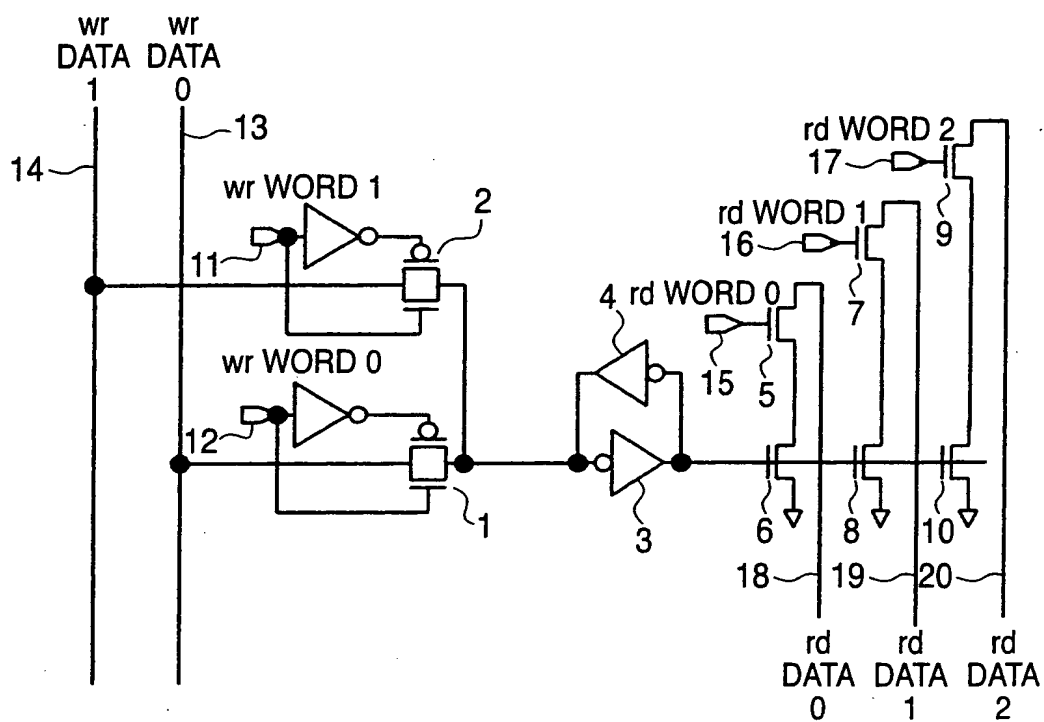 wr wr
DATA DATA
1 0
13
14
rd WORD 2
17
wr WORD 1
2
9
rd WORD 1
11
16
7
4
rd WORD 0
15
5
wr WORD 0
12
1
3
6
8
10
18
19
20
rd rd rd
DATA DATA DATA
0 1 2